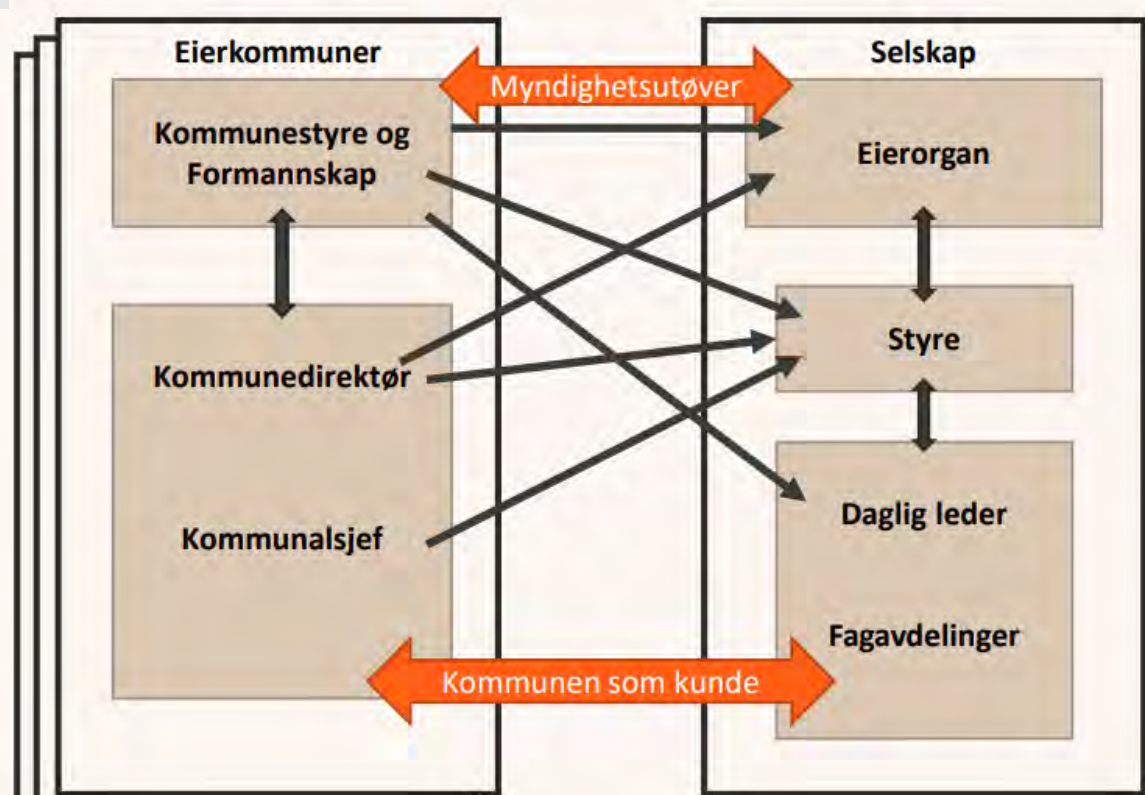 Eierkommuner
Selskap
Myndighetsutøver
Kommunestyre og
Formannskap
Eierorgan
Styre
Kommunedirektør
Daglig leder
Kommunalsjef
Fagavdelinger
Kommunen som kunde